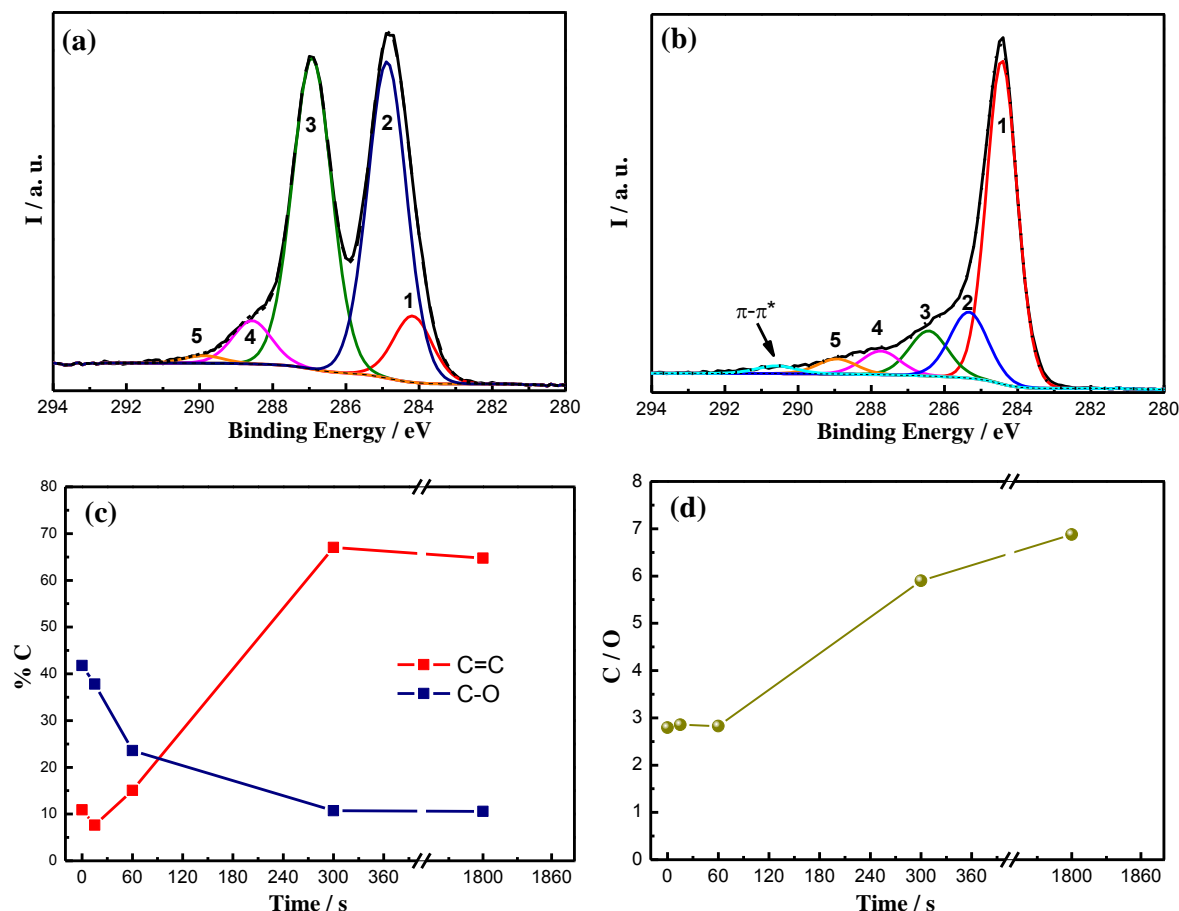 (a)
I / a. u.
3
2
1
5
4
294 292 290 288 286 284 282 280
Binding Energy / eV
(b)
I / a. u.
1
π-π*
5
4
3
2
294 292 290 288 286 284 282 280
Binding Energy / eV
(c)
% C
80
70
60
50
40
30
20
10
0
C=C
C-O
0 60 120 180 240 300 360 1800 1860
Time / s
(d)
C / O
8
7
6
5
4
3
2
1
0
0 60 120 180 240 300 360 1800 1860
Time / s